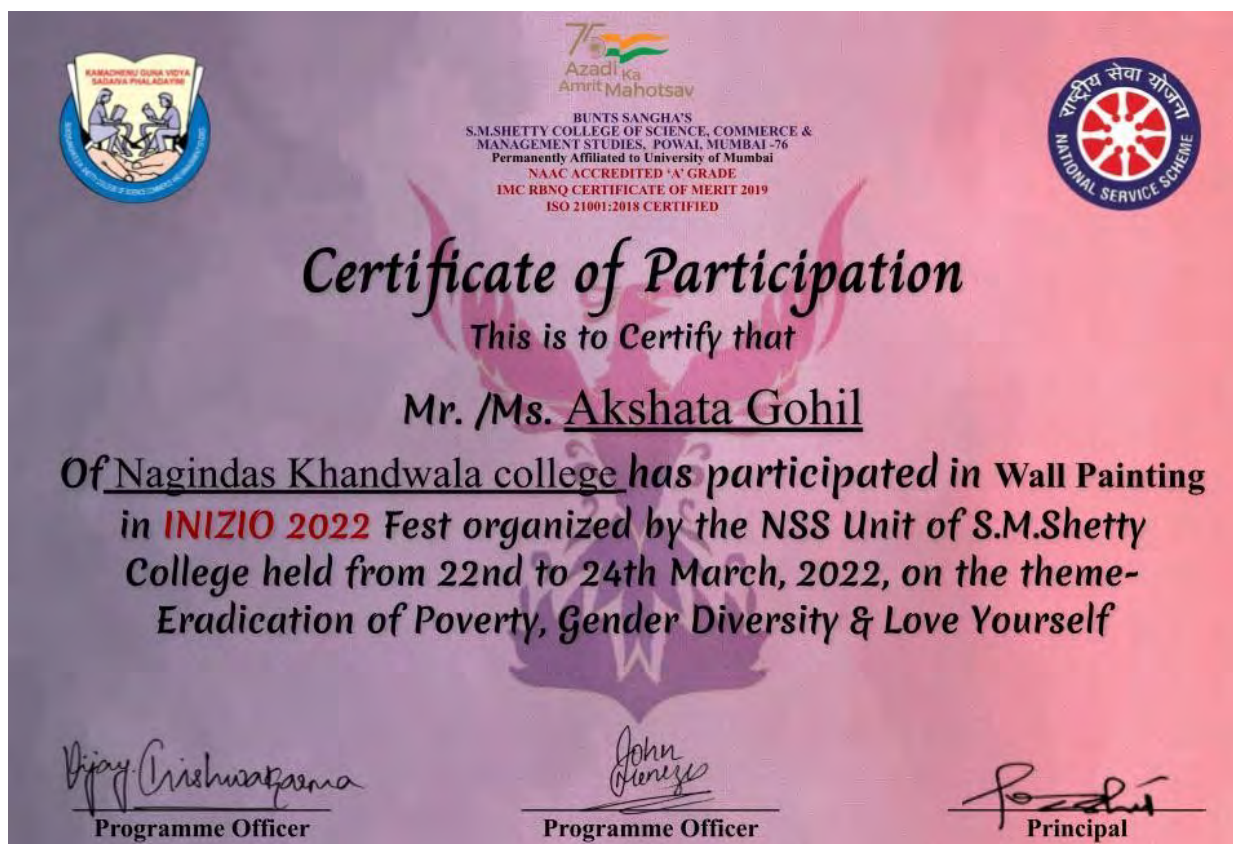 KAMADHENU GUNA VIDYA
SADAIVA PHALADAYINI
75
Azadi Ka
Amrit Mahotsav
राष्ट्रीय सेवा योजना
NATIONAL SERVICE SCHEME
BUNTS SANGHA'S
S.M.SHETTY COLLEGE OF SCIENCE, COMMERCE &
MANAGEMENT STUDIES, POWAI, MUMBAI -76
Permanently Affiliated to University of Mumbai
NAAC ACCREDITED ‘A’ GRADE
IMC RBNQ CERTIFICATE OF MERIT 2019
ISO 21001:2018 CERTIFIED
Certificate of Participation
This is to Certify that
Mr. /Ms. Akshata Gohil
Of Nagindas Khandwala college has participated in Wall Painting
in INIZIO 2022 Fest organized by the NSS Unit of S.M.Shetty
College held from 22nd to 24th March, 2022, on the theme-
Eradication of Poverty, Gender Diversity & Love Yourself
Vijay Vishwakarma
John
Menezes
Programme Officer
Programme Officer
Principal